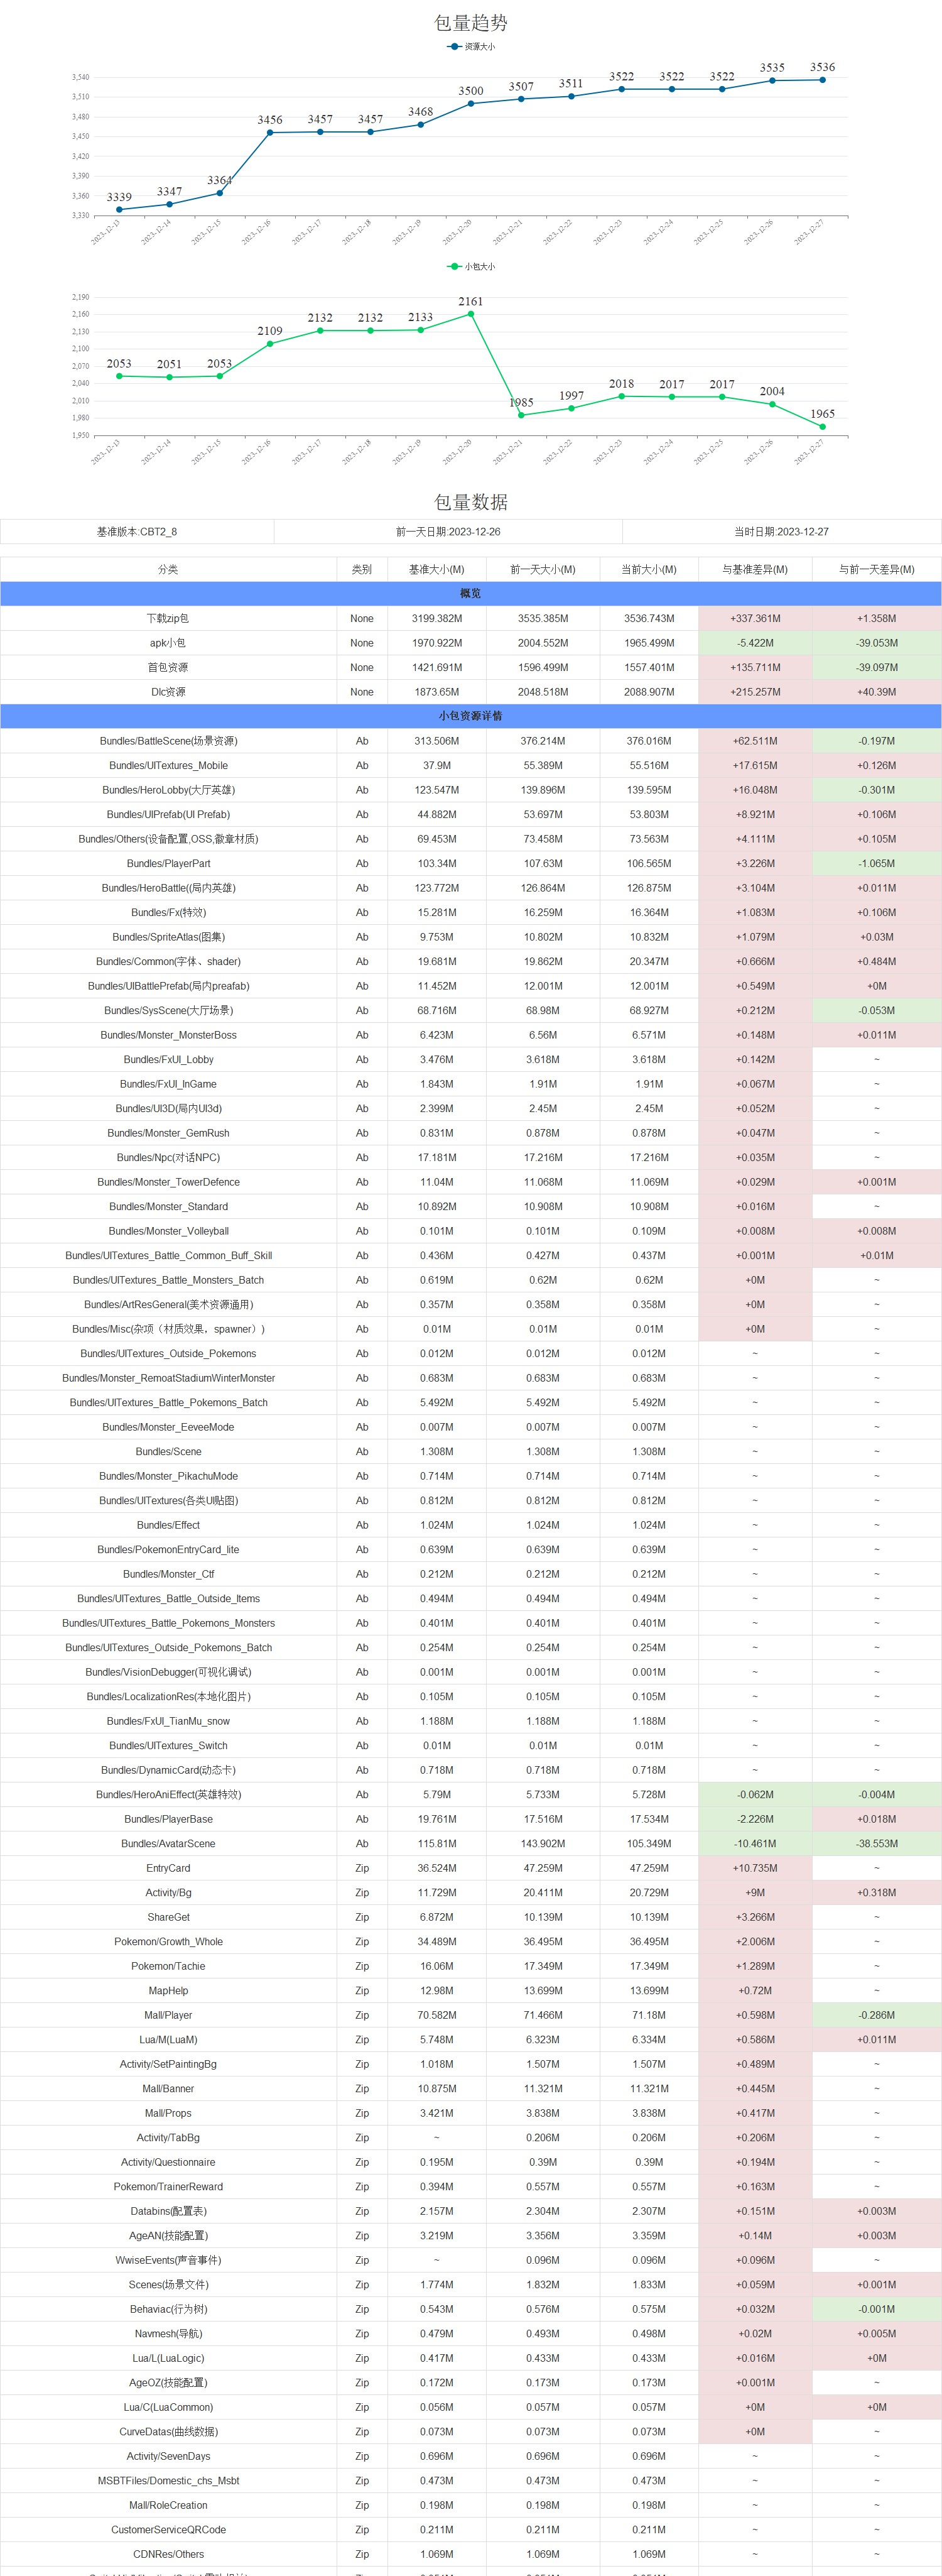 包量趋势
资源大小
3,540
3,510
3,480
3,450
3,420
3,390
3,360
3,330
3339 3347 3364 3456 3457 3457 3468 3500 3507 3511 3522 3522 3522 3535 3536
2023-12-13 2023-12-14 2023-12-15 2023-12-16 2023-12-17 2023-12-18 2023-12-19 2023-12-20 2023-12-21 2023-12-22 2023-12-23 2023-12-24 2023-12-25 2023-12-26 2023-12-27
小包大小
2,190
2,160
2,130
2,100
2,070
2,040
2,010
1,980
1,950
2053 2051 2053 2109 2132 2132 2133 2161 1985 1997 2018 2017 2017 2004 1965
2023-12-13 2023-12-14 2023-12-15 2023-12-16 2023-12-17 2023-12-18 2023-12-19 2023-12-20 2023-12-21 2023-12-22 2023-12-23 2023-12-24 2023-12-25 2023-12-26 2023-12-27
包量数据
基准版本:CBT2_8 前一天日期:2023-12-26 当时日期:2023-12-27
分类 类别 基准大小(M) 前一天大小(M) 当前大小(M) 与基准差异(M) 与前一天差异(M)
概览
下载zip包 None 3199.382M 3535.385M 3536.743M +337.361M +1.358M
apk小包 None 1970.922M 2004.552M 1965.499M -5.422M -39.053M
首包资源 None 1421.691M 1596.499M 1557.401M +135.711M -39.097M
Dlc资源 None 1873.65M 2048.518M 2088.907M +215.257M +40.39M
小包资源详情
Bundles/BattleScene(场景资源) Ab 313.506M 376.214M 376.016M +62.511M -0.197M
Bundles/UITextures_Mobile Ab 37.9M 55.389M 55.516M +17.615M +0.126M
Bundles/HeroLobby(大厅英雄) Ab 123.547M 139.896M 139.595M +16.048M -0.301M
Bundles/UIPrefab(UI Prefab) Ab 44.882M 53.697M 53.803M +8.921M +0.106M
Bundles/Others(设备配置,OSS,徽章材质) Ab 69.453M 73.458M 73.563M +4.111M +0.105M
Bundles/PlayerPart Ab 103.34M 107.63M 106.565M +3.226M -1.065M
Bundles/HeroBattle((局内英雄) Ab 123.772M 126.864M 126.875M +3.104M +0.011M
Bundles/Fx(特效) Ab 15.281M 16.259M 16.364M +1.083M +0.106M
Bundles/SpriteAtlas(图集) Ab 9.753M 10.802M 10.832M +1.079M +0.03M
Bundles/Common(字体、shader) Ab 19.681M 19.862M 20.347M +0.666M +0.484M
Bundles/UIBattlePrefab(局内preafab) Ab 11.452M 12.001M 12.001M +0.549M +0M
Bundles/SysScene(大厅场景) Ab 68.716M 68.98M 68.927M +0.212M -0.053M
Bundles/Monster_MonsterBoss Ab 6.423M 6.56M 6.571M +0.148M +0.011M
Bundles/FxUI_Lobby Ab 3.476M 3.618M 3.618M +0.142M ~
Bundles/FxUI_InGame Ab 1.843M 1.91M 1.91M +0.067M ~
Bundles/UI3D(局内UI3d) Ab 2.399M 2.45M 2.45M +0.052M ~
Bundles/Monster_GemRush Ab 0.831M 0.878M 0.878M +0.047M ~
Bundles/Npc(对话NPC) Ab 17.181M 17.216M 17.216M +0.035M ~
Bundles/Monster_TowerDefence Ab 11.04M 11.068M 11.069M +0.029M +0.001M
Bundles/Monster_Standard Ab 10.892M 10.908M 10.908M +0.016M ~
Bundles/Monster_Volleyball Ab 0.101M 0.101M 0.109M +0.008M +0.008M
Bundles/UITextures_Battle_Common_Buff_Skill Ab 0.436M 0.427M 0.437M +0.001M +0.01M
Bundles/UITextures_Battle_Monsters_Batch Ab 0.619M 0.62M 0.62M +0M ~
Bundles/ArtResGeneral(美术资源通用) Ab 0.357M 0.358M 0.358M +0M ~
Bundles/Misc(杂项（材质效果，spawner）) Ab 0.01M 0.01M 0.01M +0M ~
Bundles/UITextures_Outside_Pokemons Ab 0.012M 0.012M 0.012M ~ ~
Bundles/Monster_RemoatStadiumWinterMonster Ab 0.683M 0.683M 0.683M ~ ~
Bundles/UITextures_Battle_Pokemons_Batch Ab 5.492M 5.492M 5.492M ~ ~
Bundles/Monster_EeveeMode Ab 0.007M 0.007M 0.007M ~ ~
Bundles/Scene Ab 1.308M 1.308M 1.308M ~ ~
Bundles/Monster_PikachuMode Ab 0.714M 0.714M 0.714M ~ ~
Bundles/UITextures(各类UI贴图) Ab 0.812M 0.812M 0.812M ~ ~
Bundles/Effect Ab 1.024M 1.024M 1.024M ~ ~
Bundles/PokemonEntryCard_lite Ab 0.639M 0.639M 0.639M ~ ~
Bundles/Monster_Ctf Ab 0.212M 0.212M 0.212M ~ ~
Bundles/UITextures_Battle_Outside_Items Ab 0.494M 0.494M 0.494M ~ ~
Bundles/UITextures_Battle_Pokemons_Monsters Ab 0.401M 0.401M 0.401M ~ ~
Bundles/UITextures_Outside_Pokemons_Batch Ab 0.254M 0.254M 0.254M ~ ~
Bundles/VisionDebugger(可视化调试) Ab 0.001M 0.001M 0.001M ~ ~
Bundles/LocalizationRes(本地化图片) Ab 0.105M 0.105M 0.105M ~ ~
Bundles/FxUI_TianMu_snow Ab 1.188M 1.188M 1.188M ~ ~
Bundles/UITextures_Switch Ab 0.01M 0.01M 0.01M ~ ~
Bundles/DynamicCard(动态卡) Ab 0.718M 0.718M 0.718M ~ ~
Bundles/HeroAniEffect(英雄特效) Ab 5.79M 5.733M 5.728M -0.062M -0.004M
Bundles/PlayerBase Ab 19.761M 17.516M 17.534M -2.226M +0.018M
Bundles/AvatarScene Ab 115.81M 143.902M 105.349M -10.461M -38.553M
EntryCard Zip 36.524M 47.259M 47.259M +10.735M ~
Activity/Bg Zip 11.729M 20.411M 20.729M +9M +0.318M
ShareGet Zip 6.872M 10.139M 10.139M +3.266M ~
Pokemon/Growth_Whole Zip 34.489M 36.495M 36.495M +2.006M ~
Pokemon/Tachie Zip 16.06M 17.349M 17.349M +1.289M ~
MapHelp Zip 12.98M 13.699M 13.699M +0.72M ~
Mall/Player Zip 70.582M 71.466M 71.18M +0.598M -0.286M
Lua/M(LuaM) Zip 5.748M 6.323M 6.334M +0.586M +0.011M
Activity/SetPaintingBg Zip 1.018M 1.507M 1.507M +0.489M ~
Mall/Banner Zip 10.875M 11.321M 11.321M +0.445M ~
Mall/Props Zip 3.421M 3.838M 3.838M +0.417M ~
Activity/TabBg Zip ~ 0.206M 0.206M +0.206M ~
Activity/Questionnaire Zip 0.195M 0.39M 0.39M +0.194M ~
Pokemon/TrainerReward Zip 0.394M 0.557M 0.557M +0.163M ~
Databins(配置表) Zip 2.157M 2.304M 2.307M +0.151M +0.003M
AgeAN(技能配置) Zip 3.219M 3.356M 3.359M +0.14M +0.003M
WwiseEvents(声音事件) Zip ~ 0.096M 0.096M +0.096M ~
Scenes(场景文件) Zip 1.774M 1.832M 1.833M +0.059M +0.001M
Behaviac(行为树) Zip 0.543M 0.576M 0.575M +0.032M -0.001M
Navmesh(导航) Zip 0.479M 0.493M 0.498M +0.02M +0.005M
Lua/L(LuaLogic) Zip 0.417M 0.433M 0.433M +0.016M +0M
AgeOZ(技能配置) Zip 0.172M 0.173M 0.173M +0.001M ~
Lua/C(LuaCommon) Zip 0.056M 0.057M 0.057M +0M +0M
CurveDatas(曲线数据) Zip 0.073M 0.073M 0.073M +0M ~
Activity/SevenDays Zip 0.696M 0.696M 0.696M ~ ~
MSBTFiles/Domestic_chs_Msbt Zip 0.473M 0.473M 0.473M ~ ~
Mall/RoleCreation Zip 0.198M 0.198M 0.198M ~ ~
CustomerServiceQRCode Zip 0.211M 0.211M 0.211M ~ ~
CDNRes/Others Zip 1.069M 1.069M 1.069M ~ ~